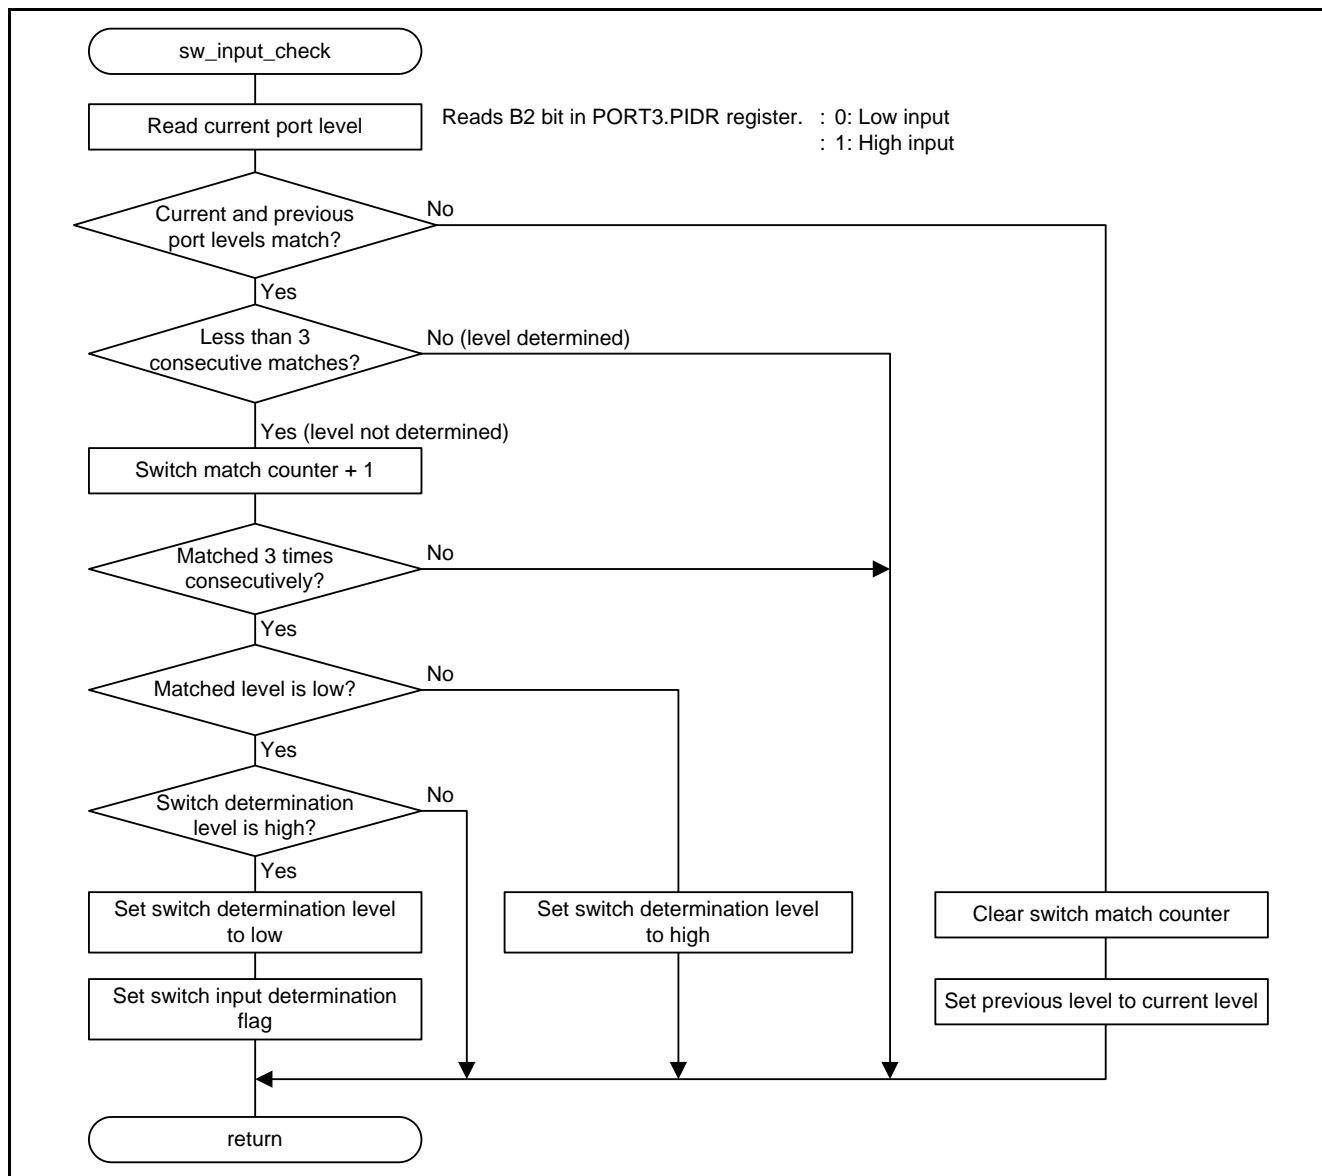 sw_input_check
Read current port level
Reads B2 bit in PORT3.PIDR register. : 0: Low input
: 1: High input
Current and previous
port levels match?
No
Yes
Less than 3
consecutive matches?
No (level determined)
Yes (level not determined)
Switch match counter + 1
Matched 3 times
consecutively?
No
Yes
Matched level is low?
No
Yes
Switch determination
level is high?
No
Yes
Set switch determination level
to low
Set switch determination level
to high
Clear switch match counter
Set switch input determination
flag
Set previous level to current level
return